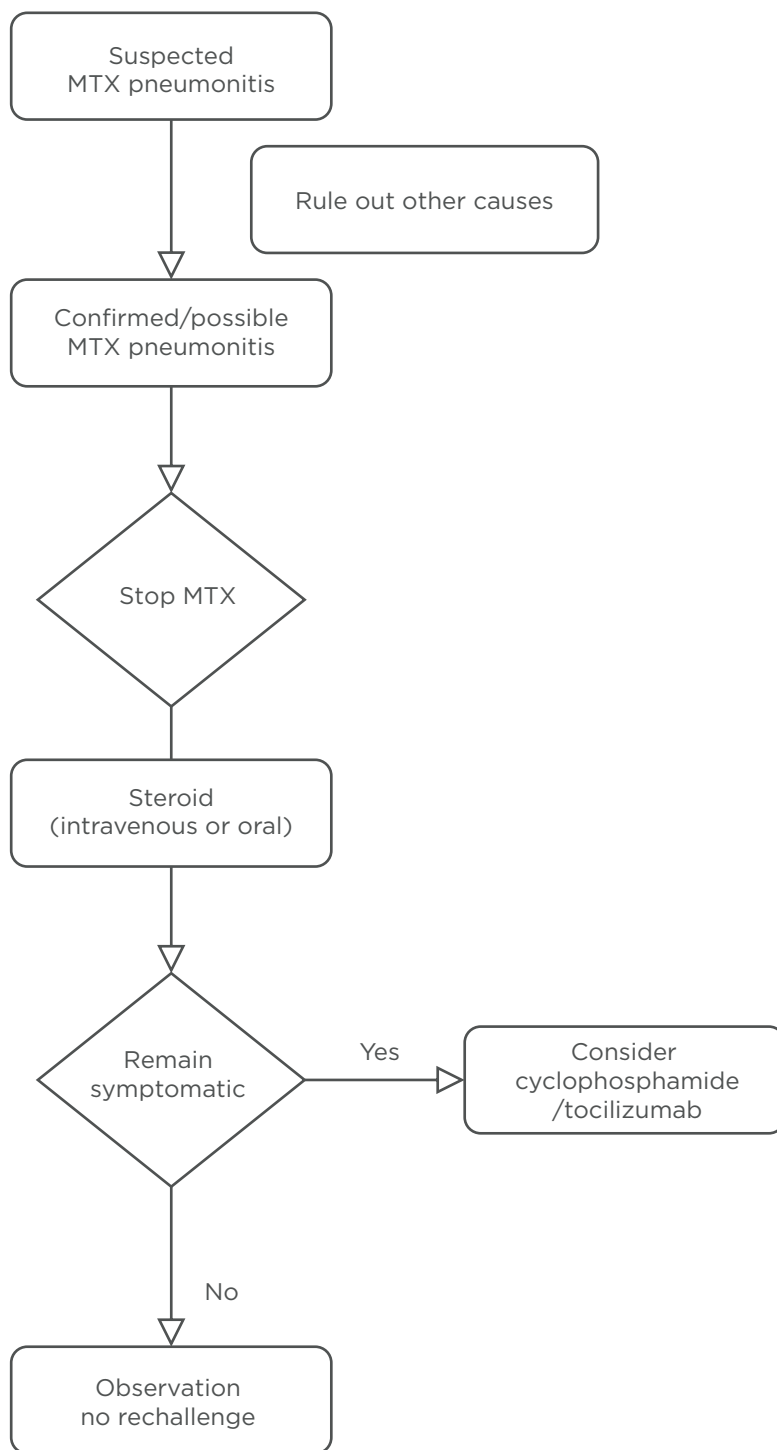 Suspected
MTX pneumonitis
Rule out other causes
Confirmed/possible
MTX pneumonitis
Stop MTX
Steroid
(intravenous or oral)
Remain
symptomatic
Yes
Consider
cyclophosphamide
/tocilizumab
No
Observation
no rechallenge